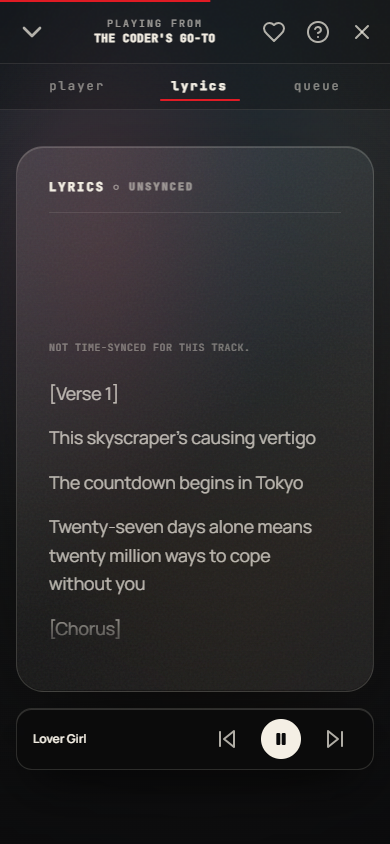 PLAYING FROM
THE CODER'S GO-TO
player
lyrics
queue
LYRICS UNSYNCED
NOT TIME-SYNCED FOR THIS TRACK.
[Verse 1]
This skyscraper's causing vertigo
The countdown begins in Tokyo
Twenty-seven days alone means
twenty million ways to cope
without you
[Chorus]
Lover Girl